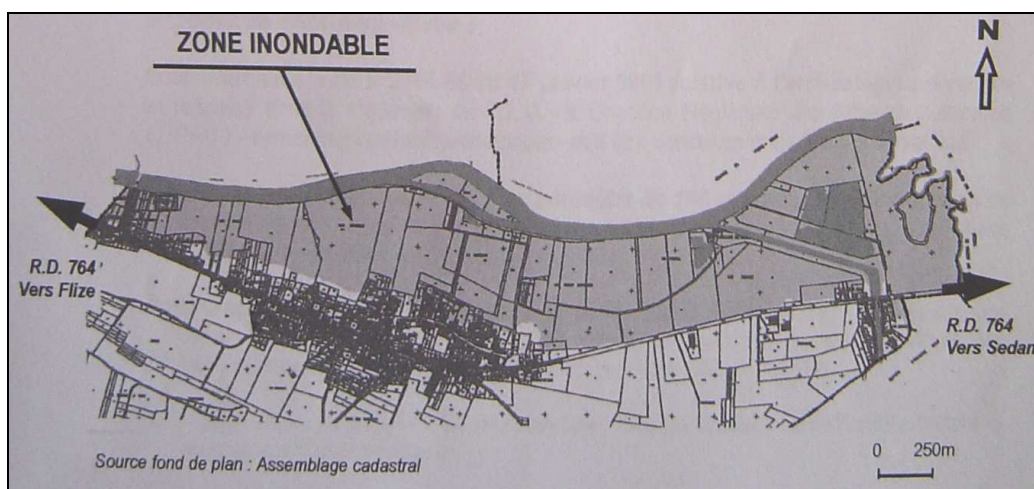 ZONE INONDABLE
N
R.D. 764
Vers Flize
R.D. 764
Vers Sedan
Source fond de plan : Assemblage cadastral
0 250m